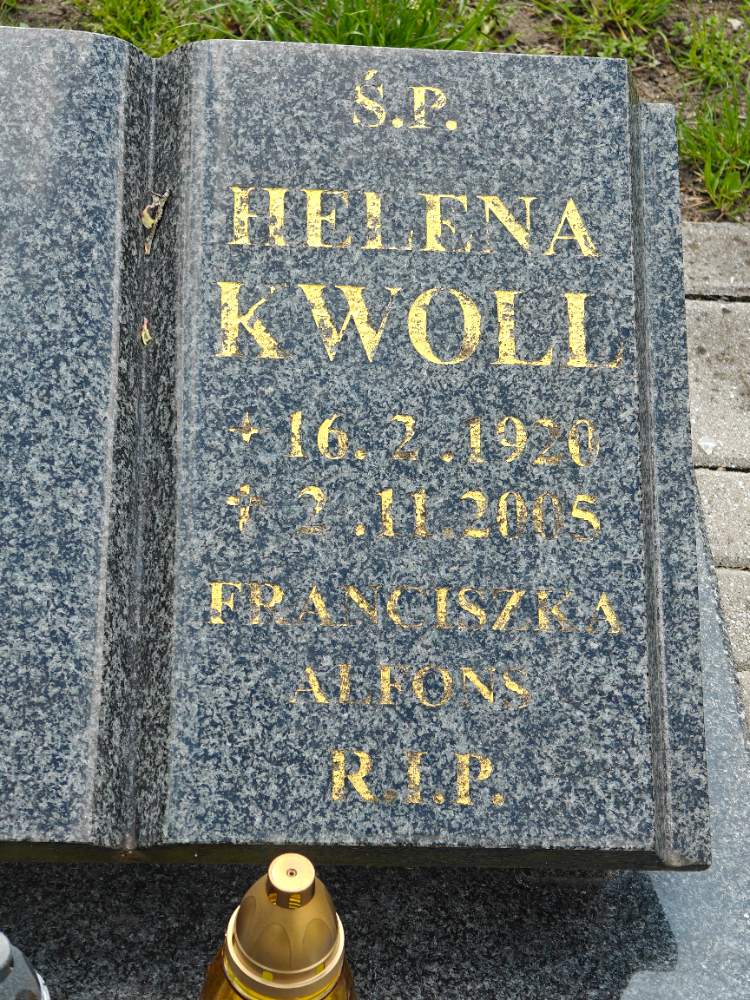 Ś.P.
HELENA
KWOLL
+ 16. 2 .1920
† 2 .11.2005
FRANCISZKA
ALFONS
R.I.P.